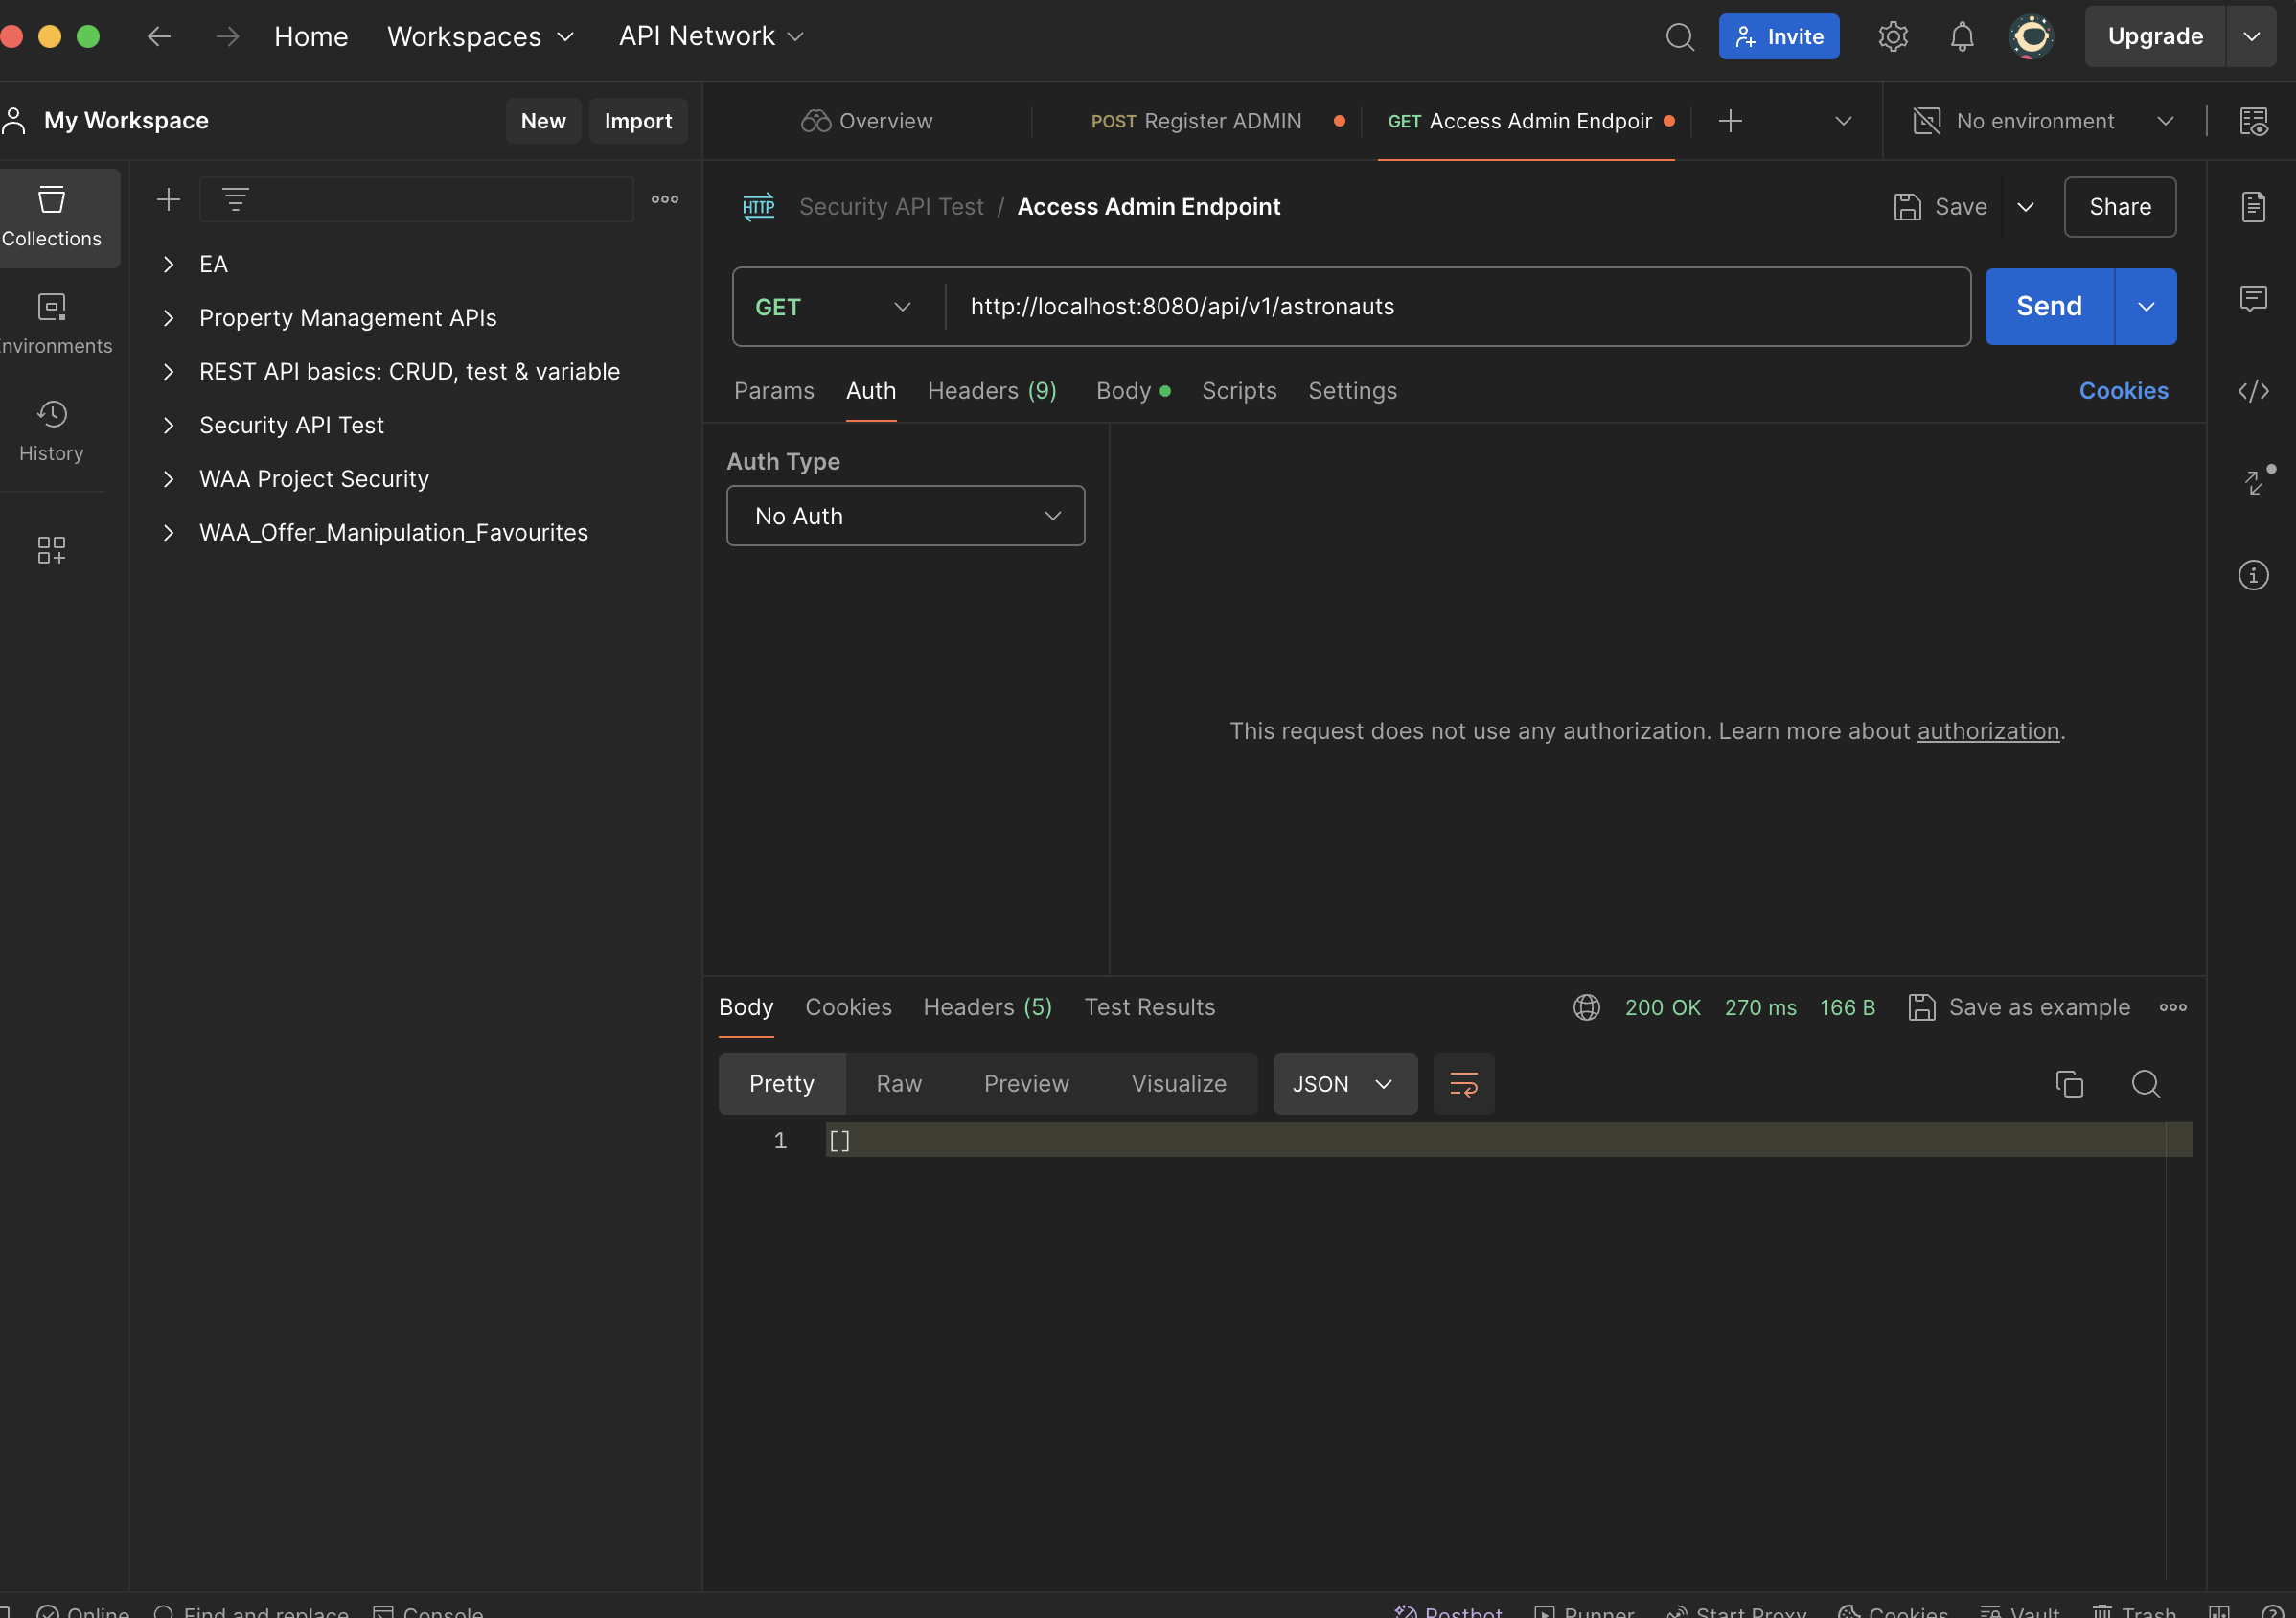 Home Workspaces API Network Invite Upgrade
My Workspace New Import
Overview POST Register ADMIN GET Access Admin Endpoir No environment
Collections
Environments
History
EA
Property Management APIs
REST API basics: CRUD, test & variable
Security API Test
WAA Project Security
WAA_Offer_Manipulation_Favourites
HTTP Security API Test / Access Admin Endpoint Save Share
GET http://localhost:8080/api/v1/astronauts Send
Params Auth Headers (9) Body Scripts Settings Cookies
Auth Type
No Auth
This request does not use any authorization. Learn more about authorization.
Body Cookies Headers (5) Test Results 200 OK 270 ms 166 B Save as example
Pretty Raw Preview Visualize JSON
1 []
Online Find and replace Console Postbot Runner Start Proxy Cookies Vault Trash